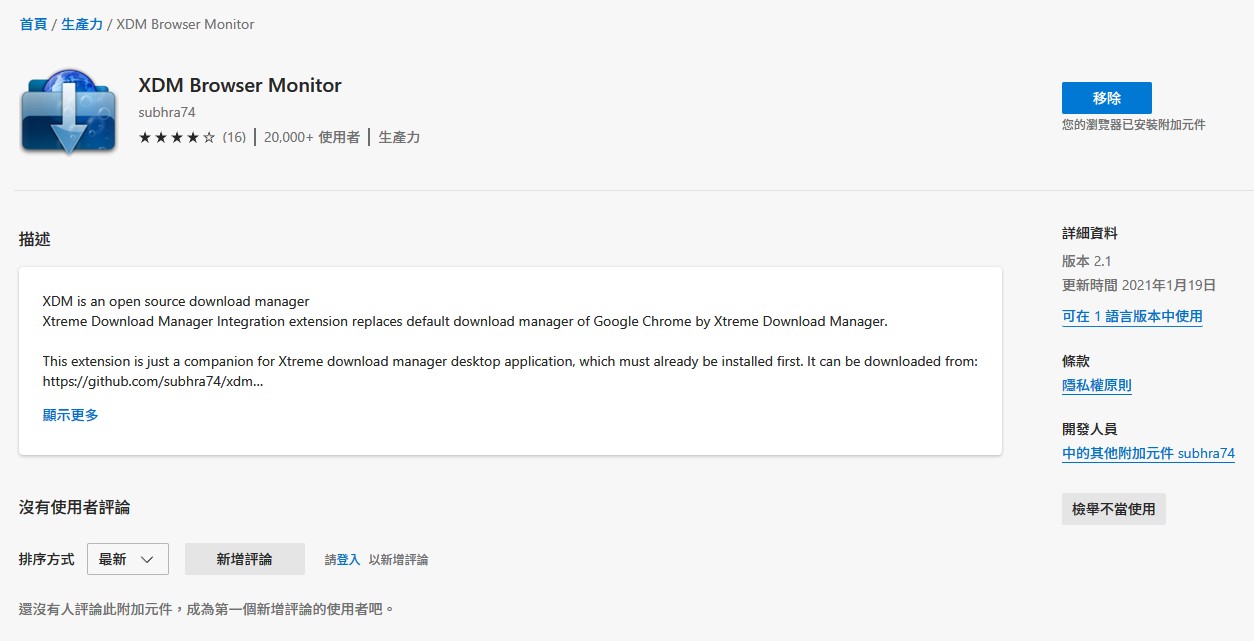 首頁 / 生產力 / XDM Browser Monitor
XDM Browser Monitor
subhra74
★★★★☆ (16) | 20,000+ 使用者 | 生產力
移除
您的瀏覽器已安裝附加元件
描述
XDM is an open source download manager
Xtreme Download Manager Integration extension replaces default download manager of Google Chrome by Xtreme Download Manager.
This extension is just a companion for Xtreme download manager desktop application, which must already be installed first. It can be downloaded from:
https://github.com/subhra74/xdm...
顯示更多
詳細資料
版本 2.1
更新時間 2021年1月19日
可在 1 語言版本中使用
條款
隱私權原則
開發人員
中的其他附加元件 subhra74
檢舉不當使用
沒有使用者評論
排序方式 最新 新增評論 請登入 以新增評論
還沒有人評論此附加元件，成為第一個新增評論的使用者吧。